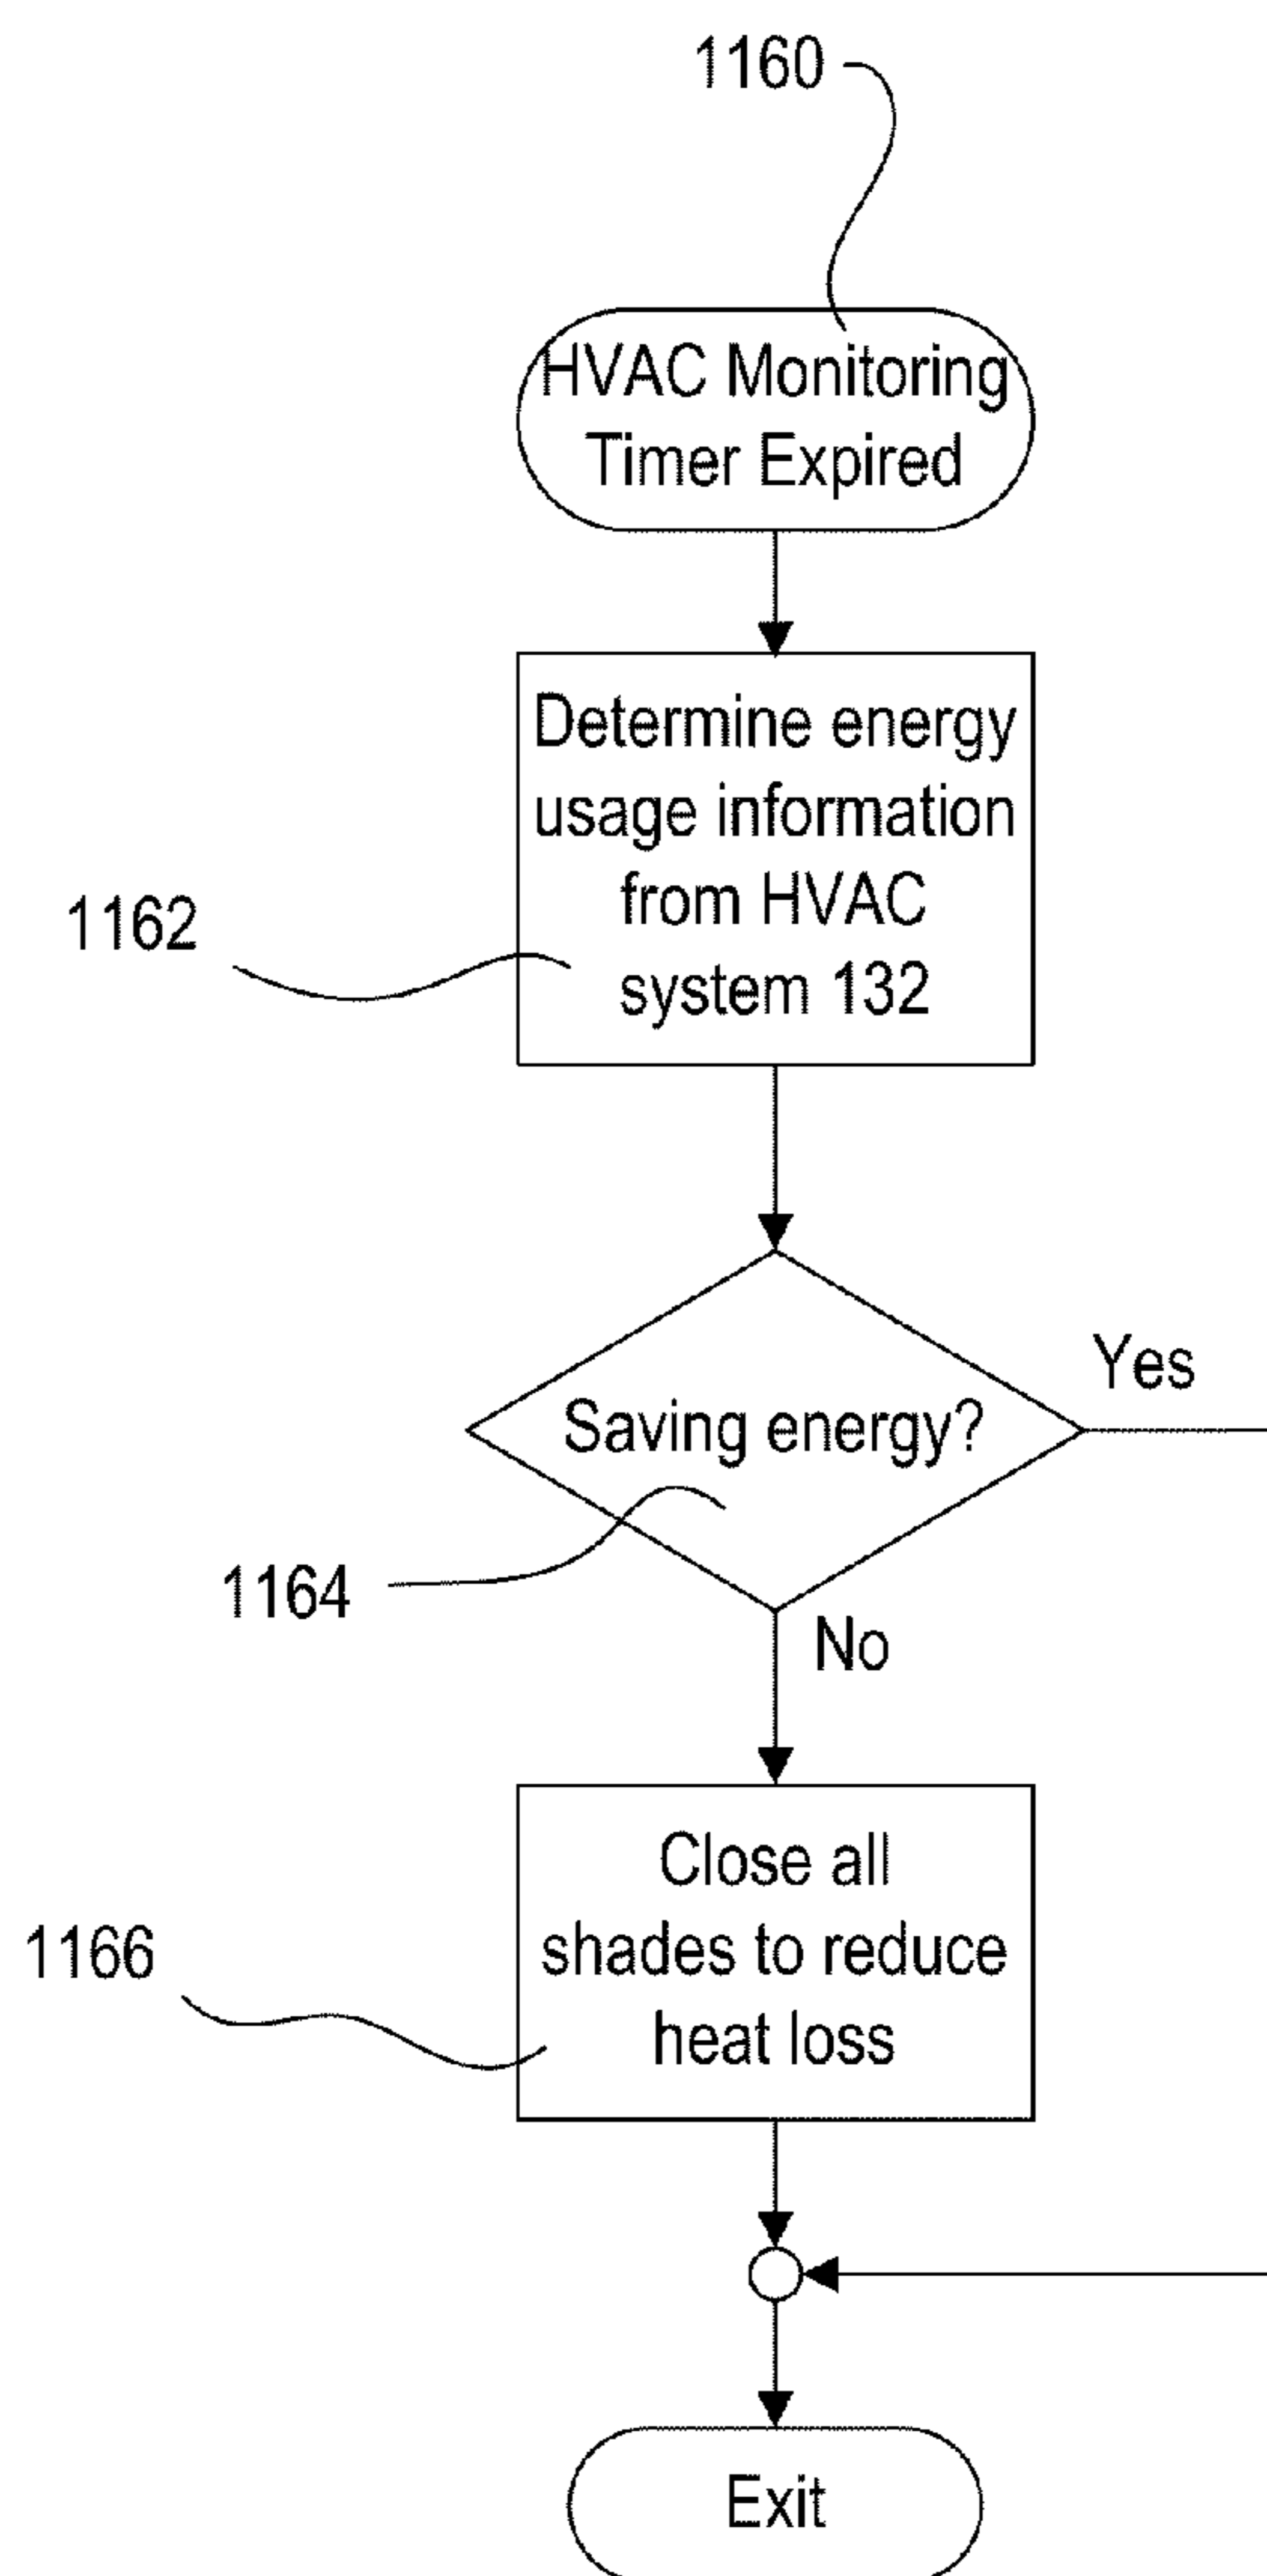 1160
HVAC Monitoring
Timer Expired
Determine energy
usage information
from HVAC
system 132
1162
Saving energy?
Yes
1164
No
Close all
shades to reduce
heat loss
1166
Exit